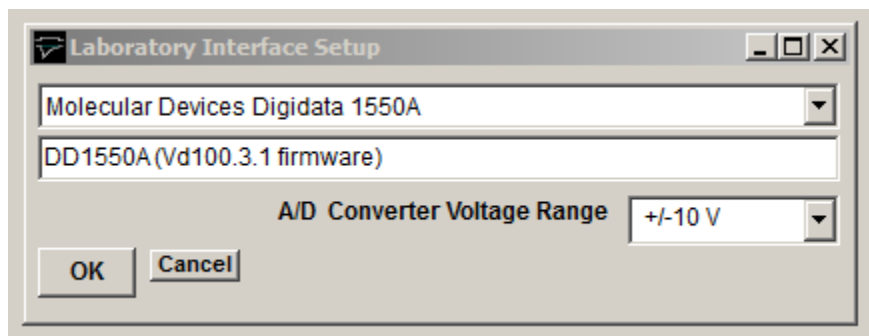 Laboratory Interface Setup
Molecular Devices Digidata 1550A
DD1550A (Vd100.3.1 firmware)
A/D Converter Voltage Range
+/-10 V
OK
Cancel